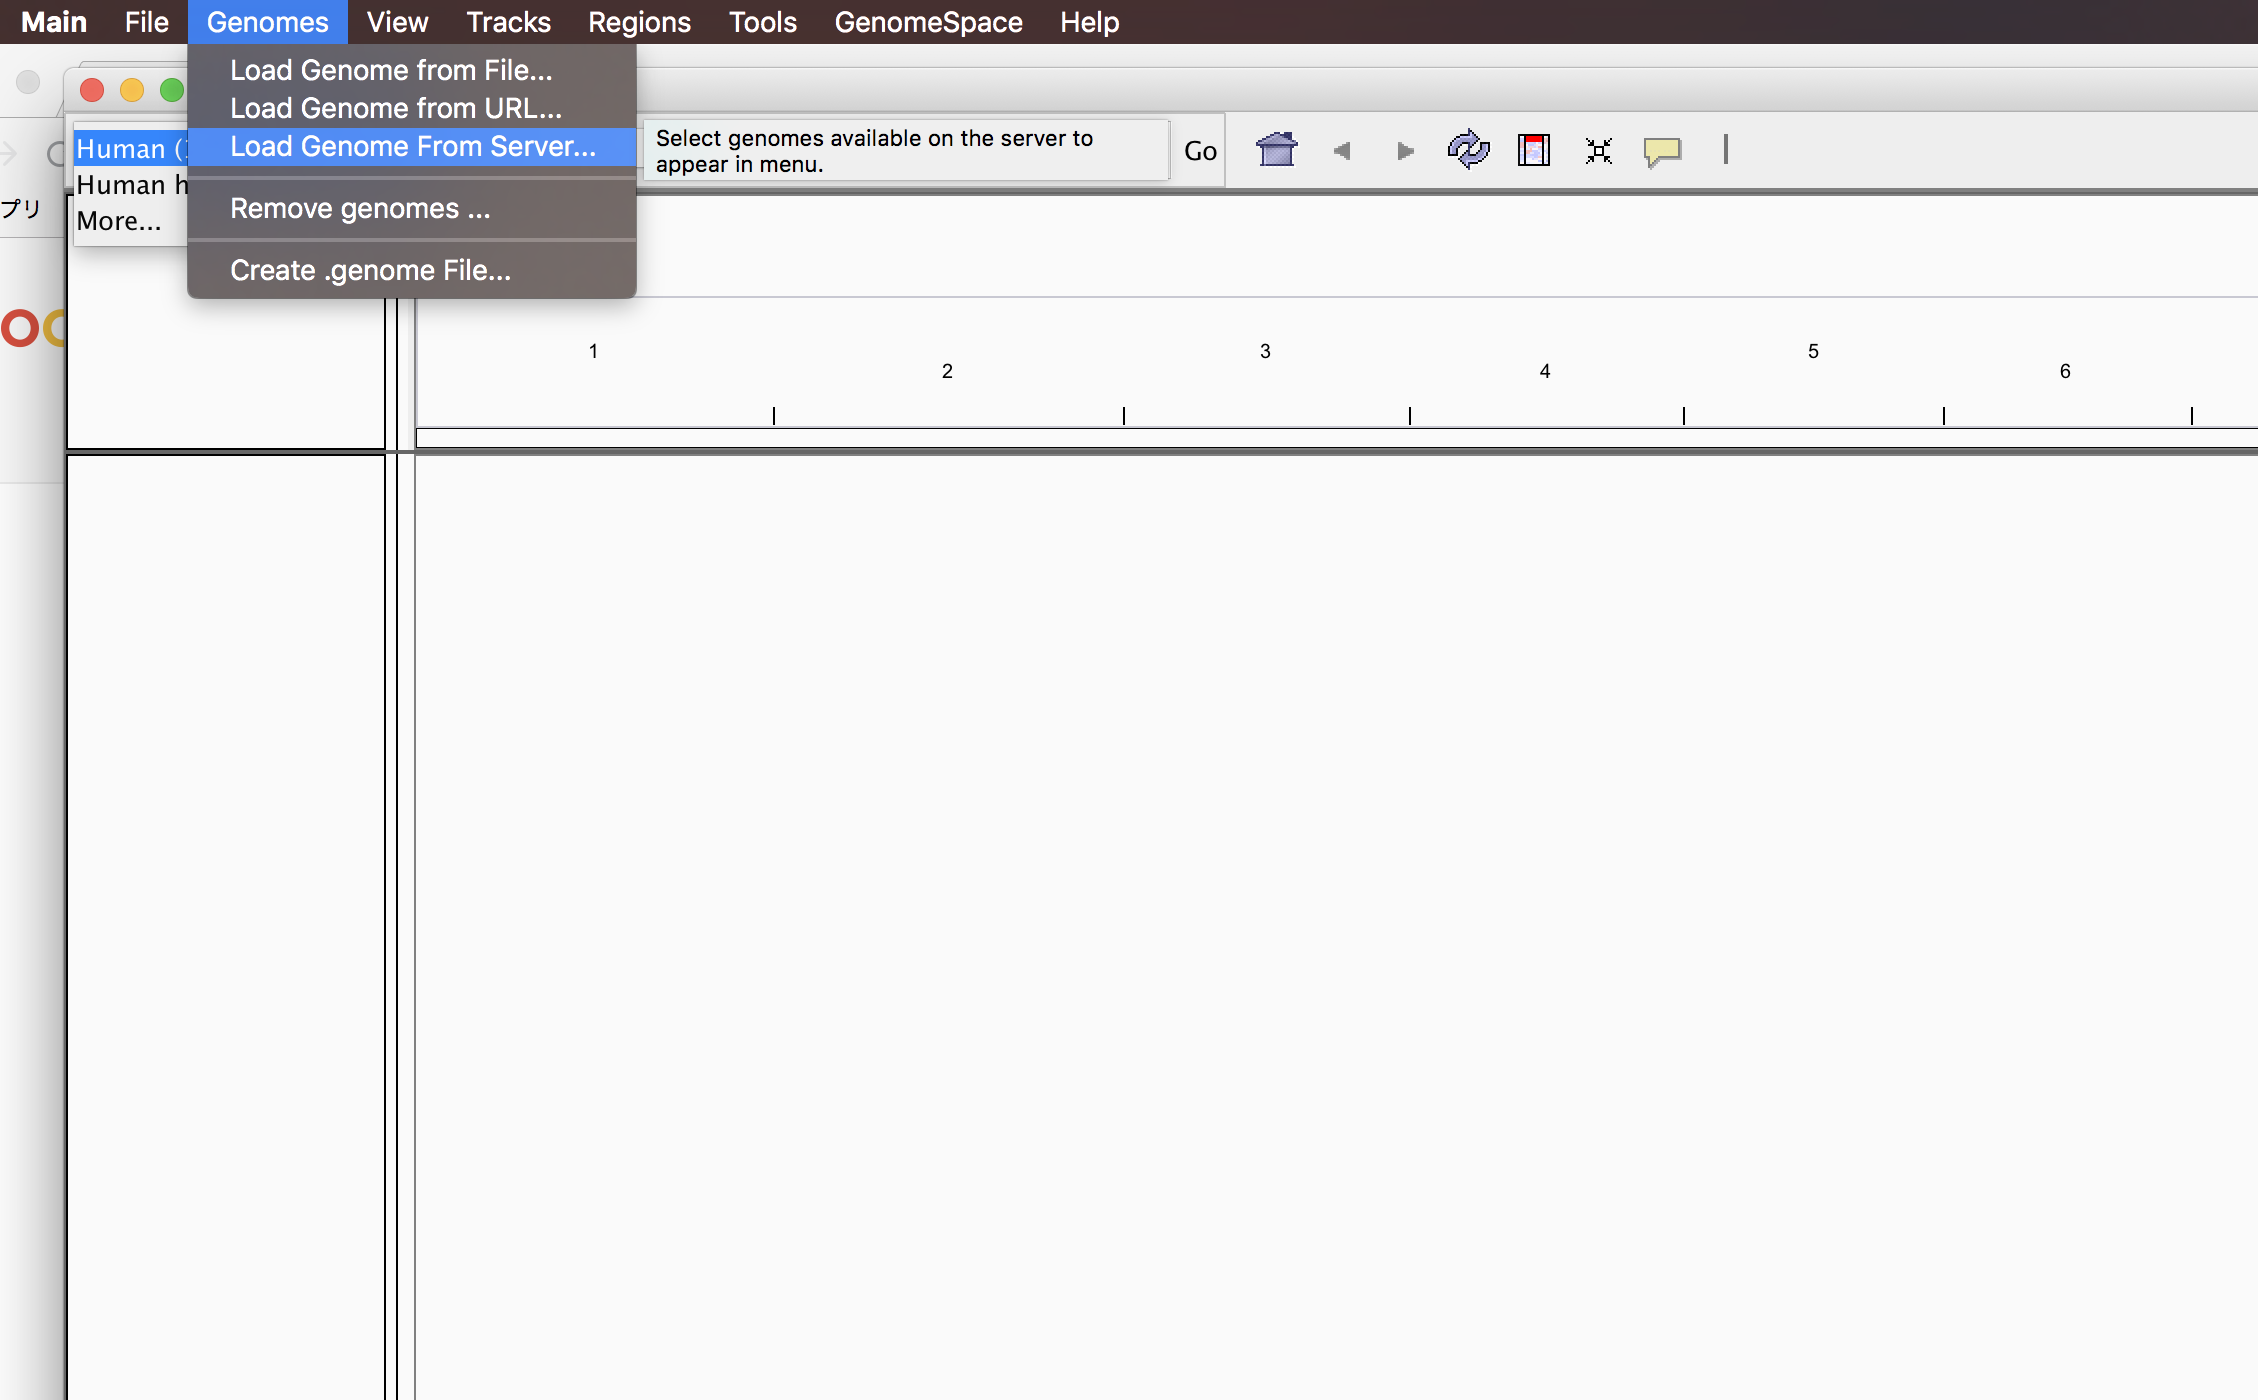 Main File Genomes View Tracks Regions Tools GenomeSpace Help
Load Genome from File...
Load Genome from URL...
Load Genome From Server...
Remove genomes ...
Create .genome File...
Select genomes available on the server to
appear in menu.
Go
Human (
Human h
More...
プリ
1
2
3
4
5
6